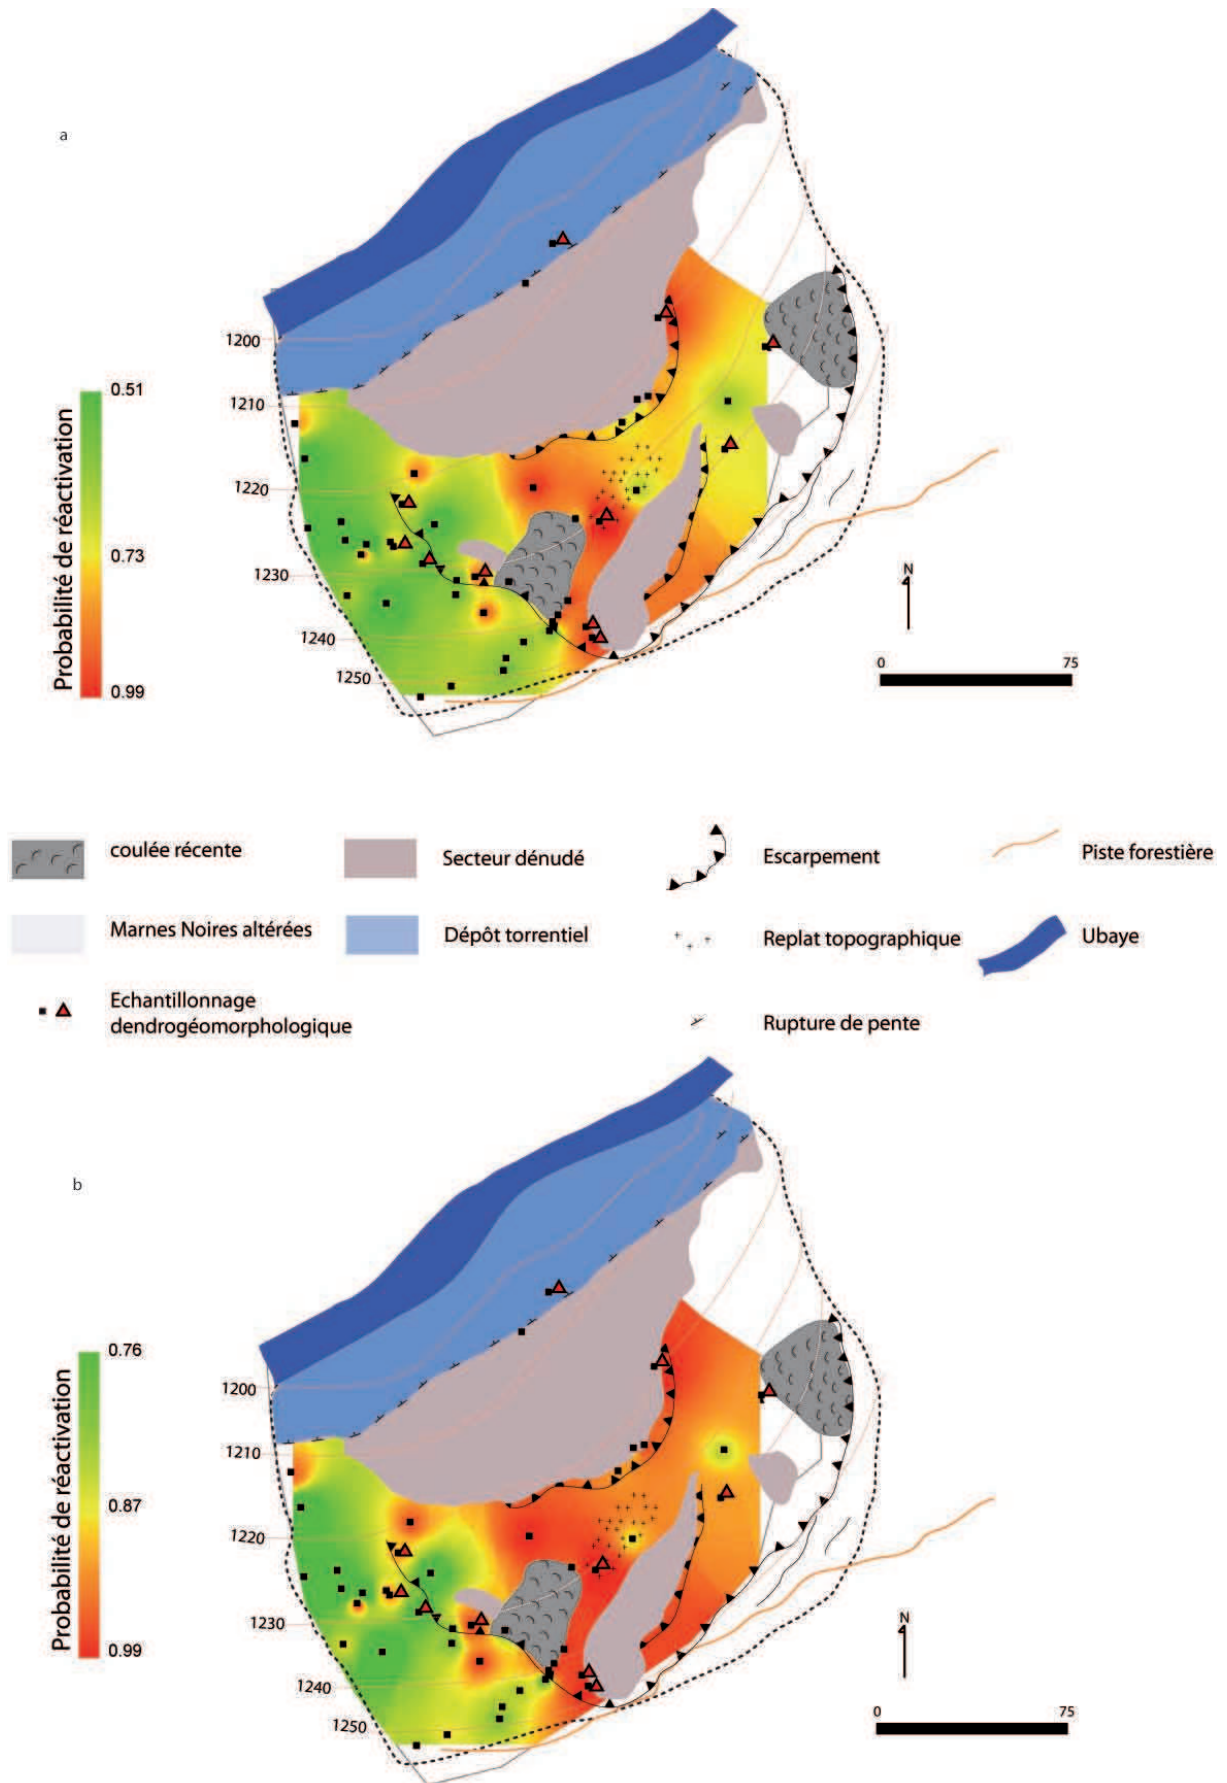 a
1200
1210
1220
1230
1240
1250
Probabilité de réactivation
0.51
0.73
0.99
N
0 75
coulée récente
Secteur dénudé
Escarpement
Piste forestière
Marnes Noires altérées
Dépôt torrentiel
Replat topographique
Ubaye
Echantillonnage
dendrogéomorphologique
Rupture de pente
b
1200
1210
1220
1230
1240
1250
Probabilité de réactivation
0.76
0.87
0.99
N
0 75